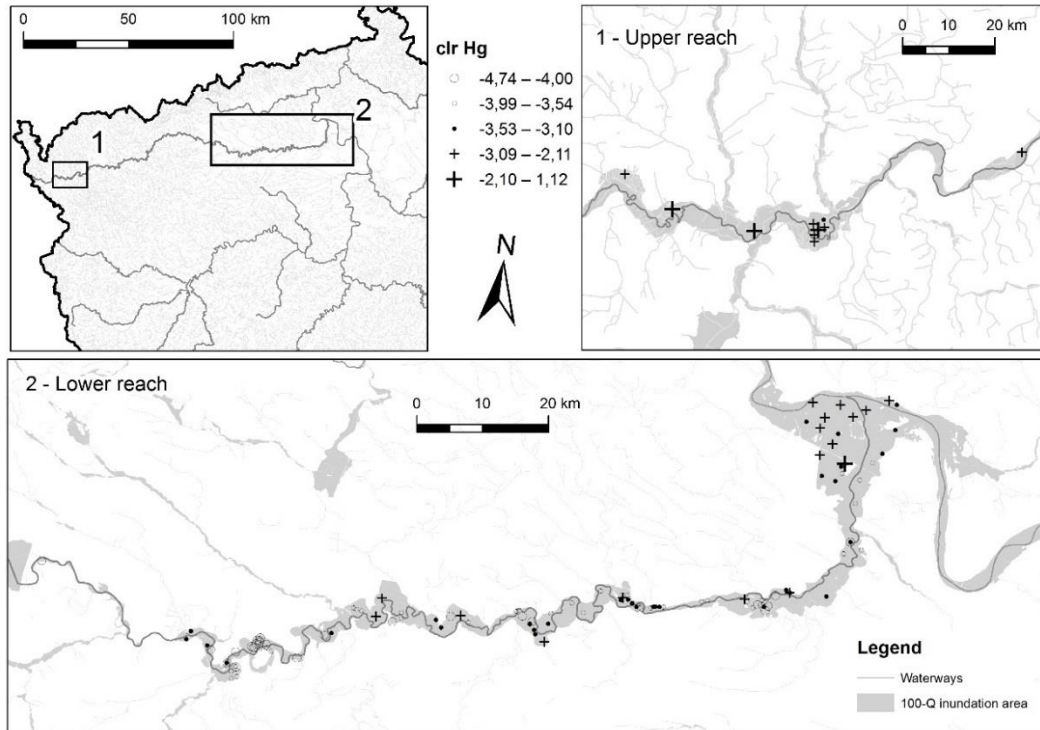 0 50 100 km
1
2
clr Hg
-4,74 – -4,00
-3,99 – -3,54
-3,53 – -3,10
-3,09 – -2,11
-2,10 – 1,12
N
1 - Upper reach
0 10 20 km
2 - Lower reach
0 10 20 km
Legend
Waterways
100-Q inundation area